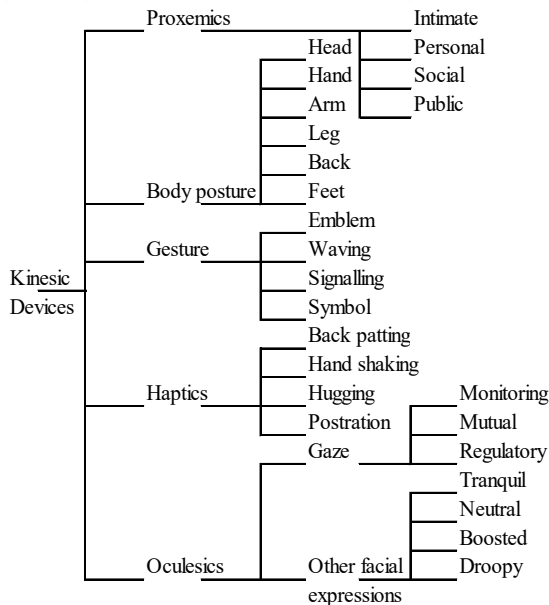 Proxemics Intimate
Head Personal
Hand Social
Arm Public
Leg
Back
Body posture Feet
Emblem
Gesture Waving
Kinesic Signalling
Devices Symbol
Back patting
Hand shaking
Haptics Hugging Monitoring
Postration Mutual
Gaze Regulatory
Tranquil
Neutral
Boosted
Oculesics Other facial Droopy
expressions